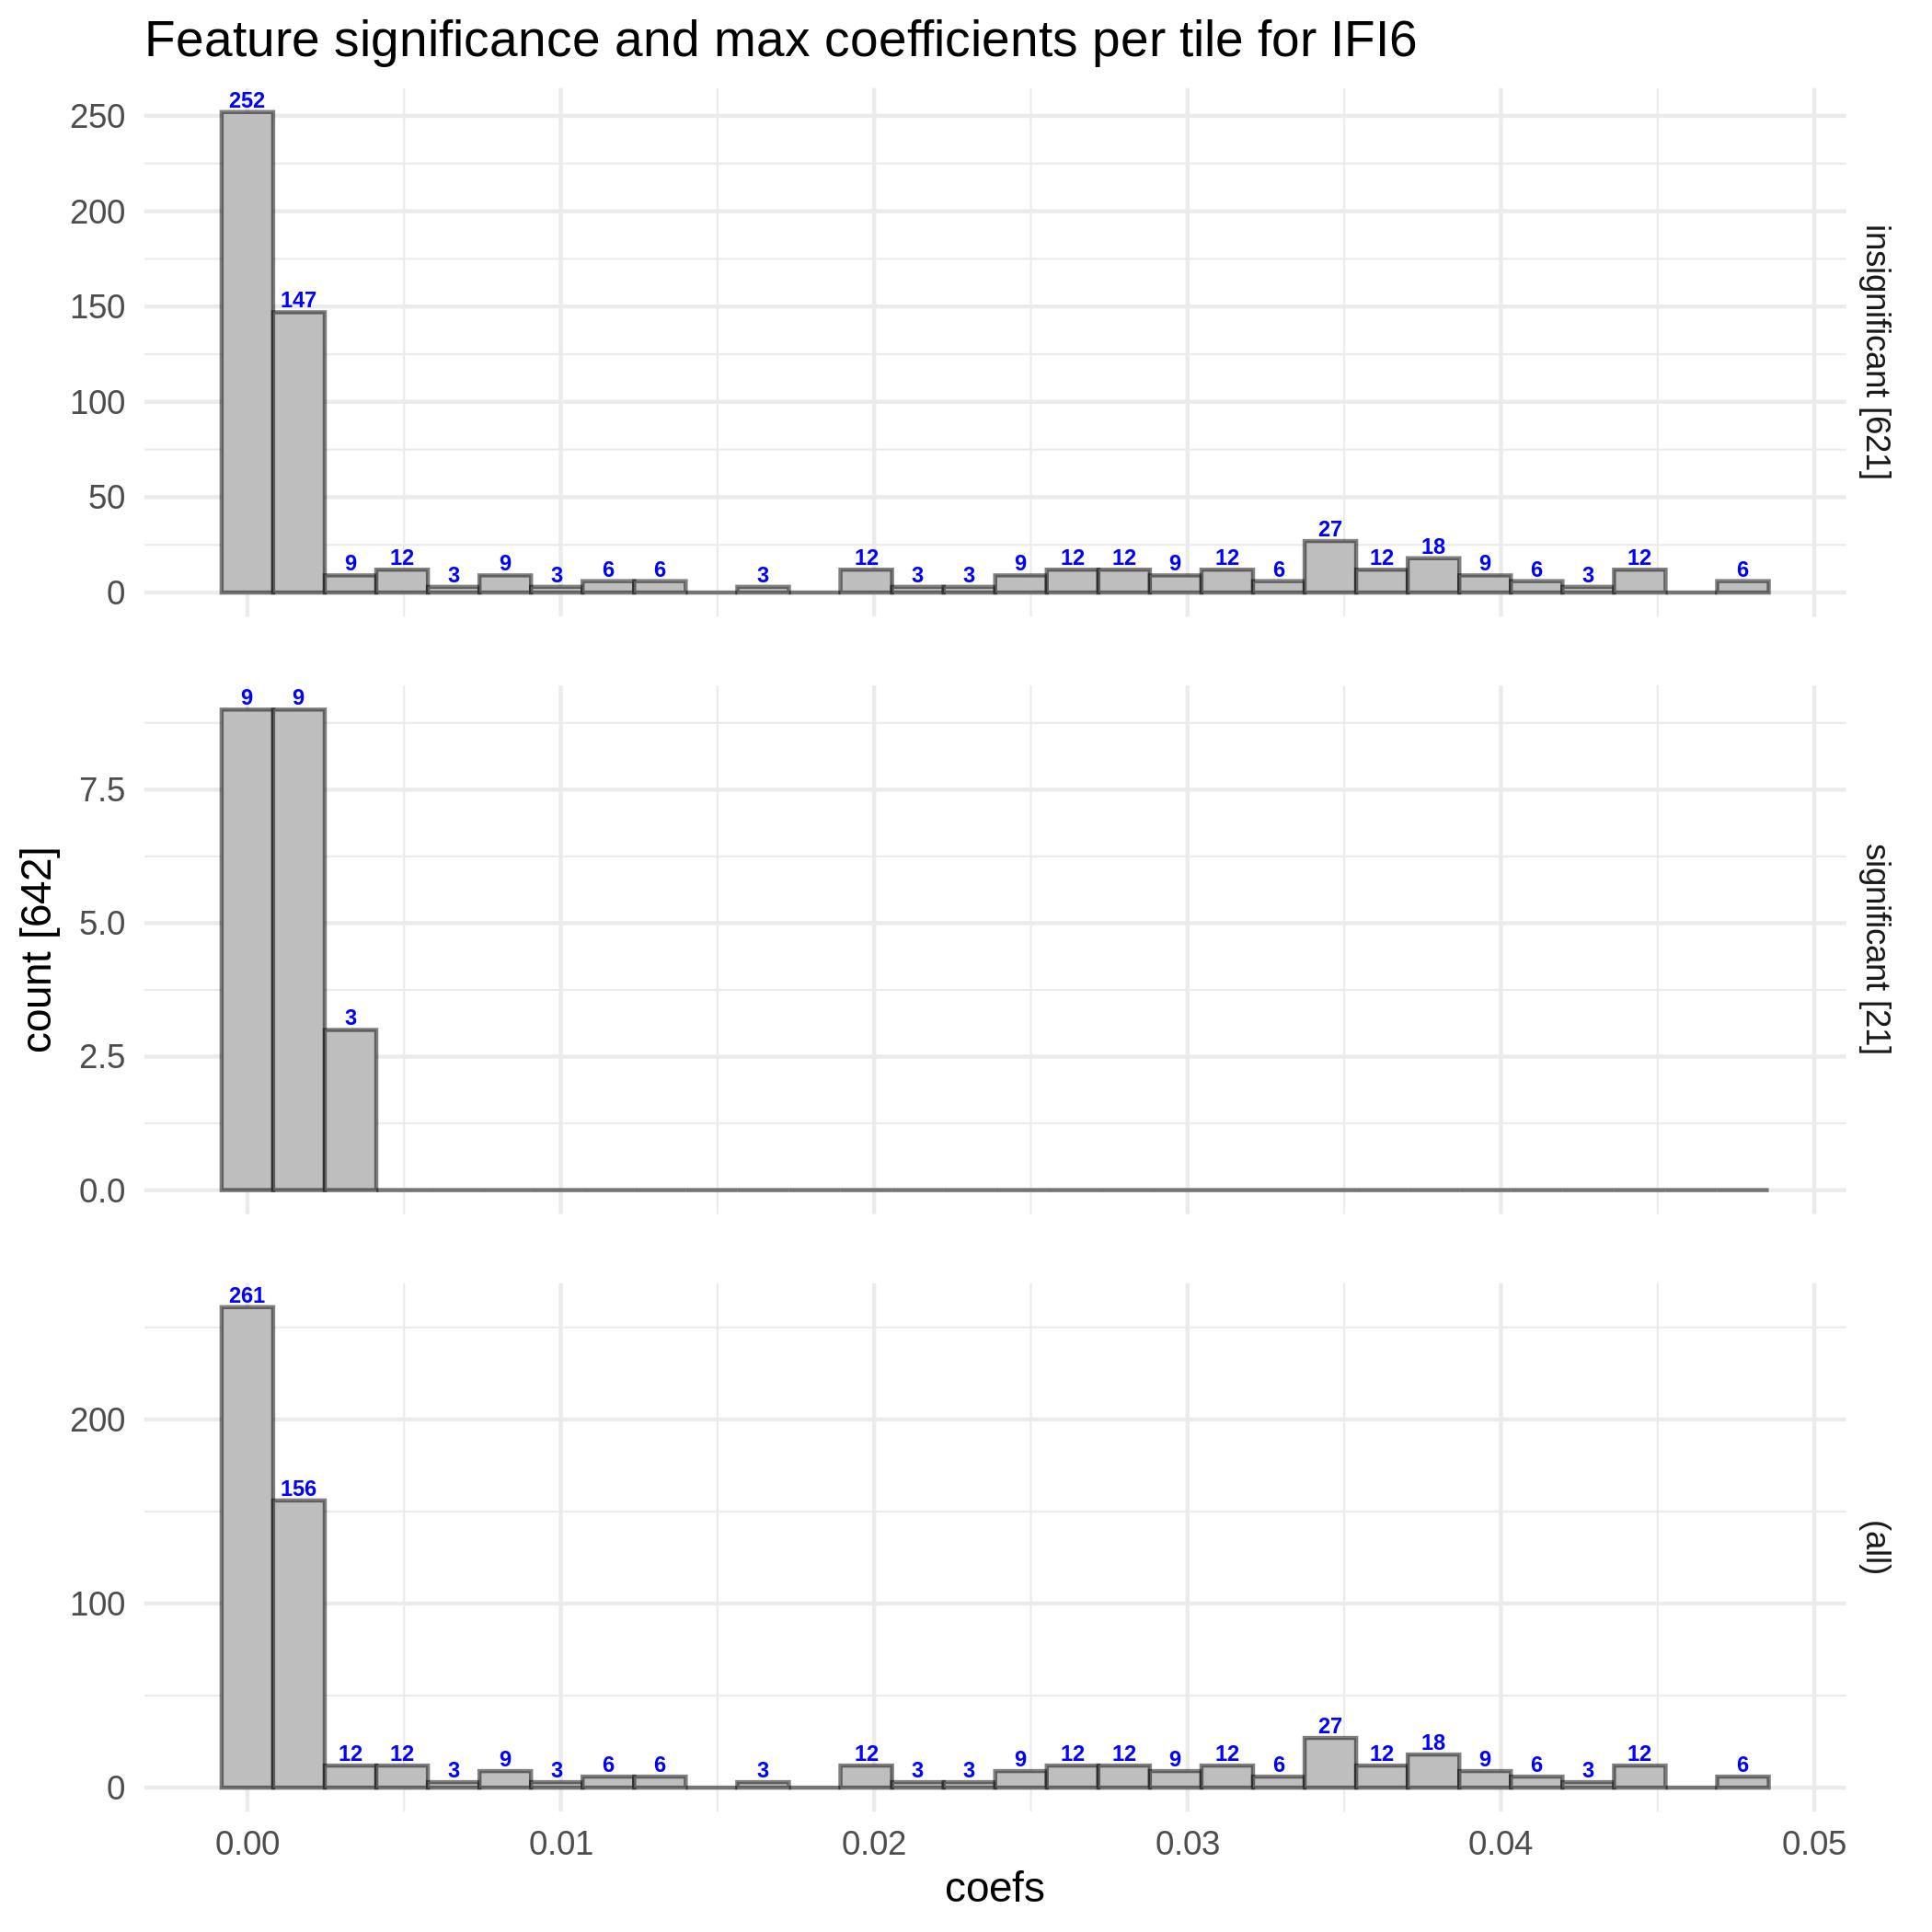 Feature significance and max coefficients per tile for IFI6
252
250
200
147
150
100
50
27
18
9 12 3 9 3 6 6 3 12 3 3 9 12 12 9 12 6 12 9 6 3 12 6
0
insignificant [621]
9 9
7.5
5.0
3
2.5
0.0
significant [21]
count [642]
261
200
156
100
27
18
12 12 3 9 3 6 6 3 12 3 3 9 12 12 9 12 6 12 9 6 3 12 6
0
(all)
0.00 0.01 0.02 0.03 0.04 0.05
coefs